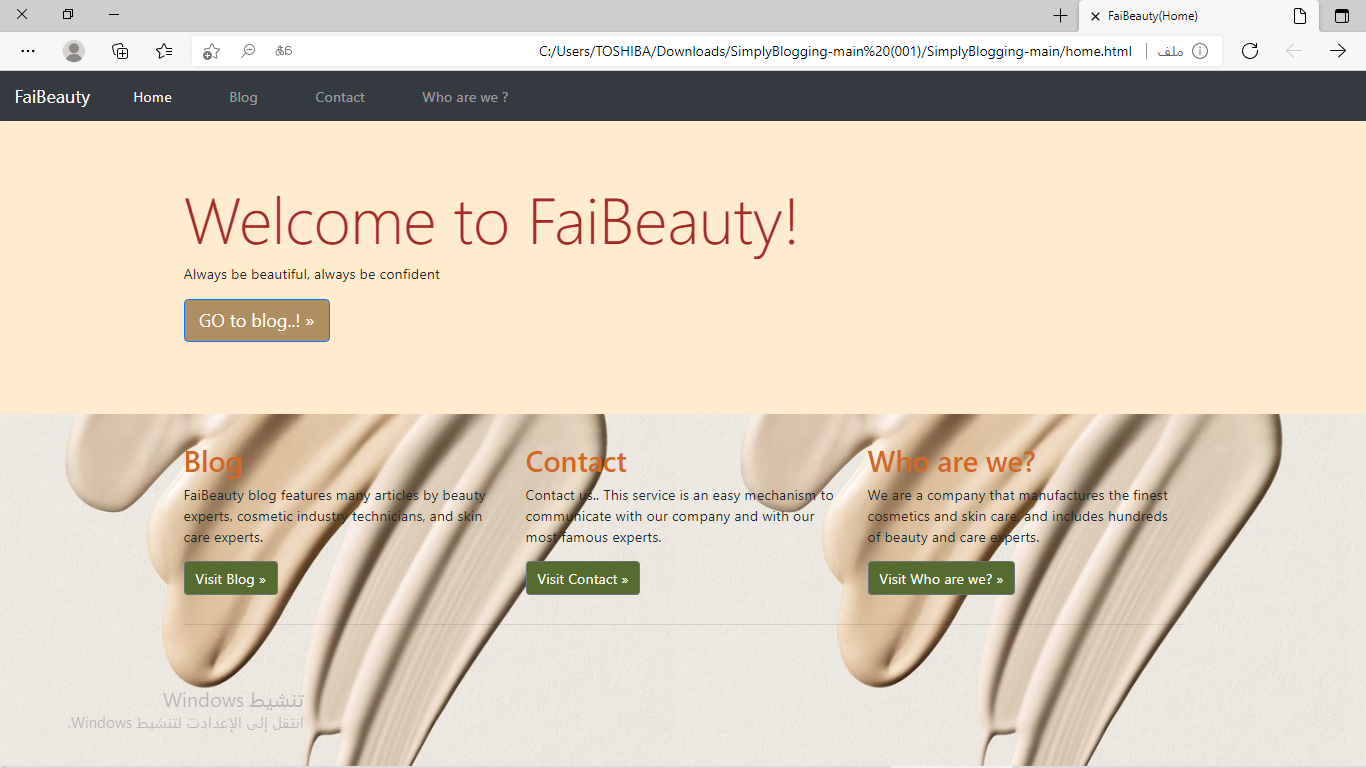 FaiBeauty(Home)
C:/Users/TOSHIBA/Downloads/SimplyBlogging-main%20(001)/SimplyBlogging-main/home.html
ملف
FaiBeauty Home Blog Contact Who are we ?
Welcome to FaiBeauty!
Always be beautiful, always be confident
GO to blog..! »
Blog
FaiBeauty blog features many articles by beauty
experts, cosmetic industry technicians, and skin
care experts.
Visit Blog »
Contact
Contact us.. This service is an easy mechanism to
communicate with our company and with our
most famous experts.
Visit Contact »
Who are we?
We are a company that manufactures the finest
cosmetics and skin care, and includes hundreds
of beauty and care experts.
Visit Who are we? »
تنشيط Windows
انتقل إلى الإعدادت لتنشيط Windows.